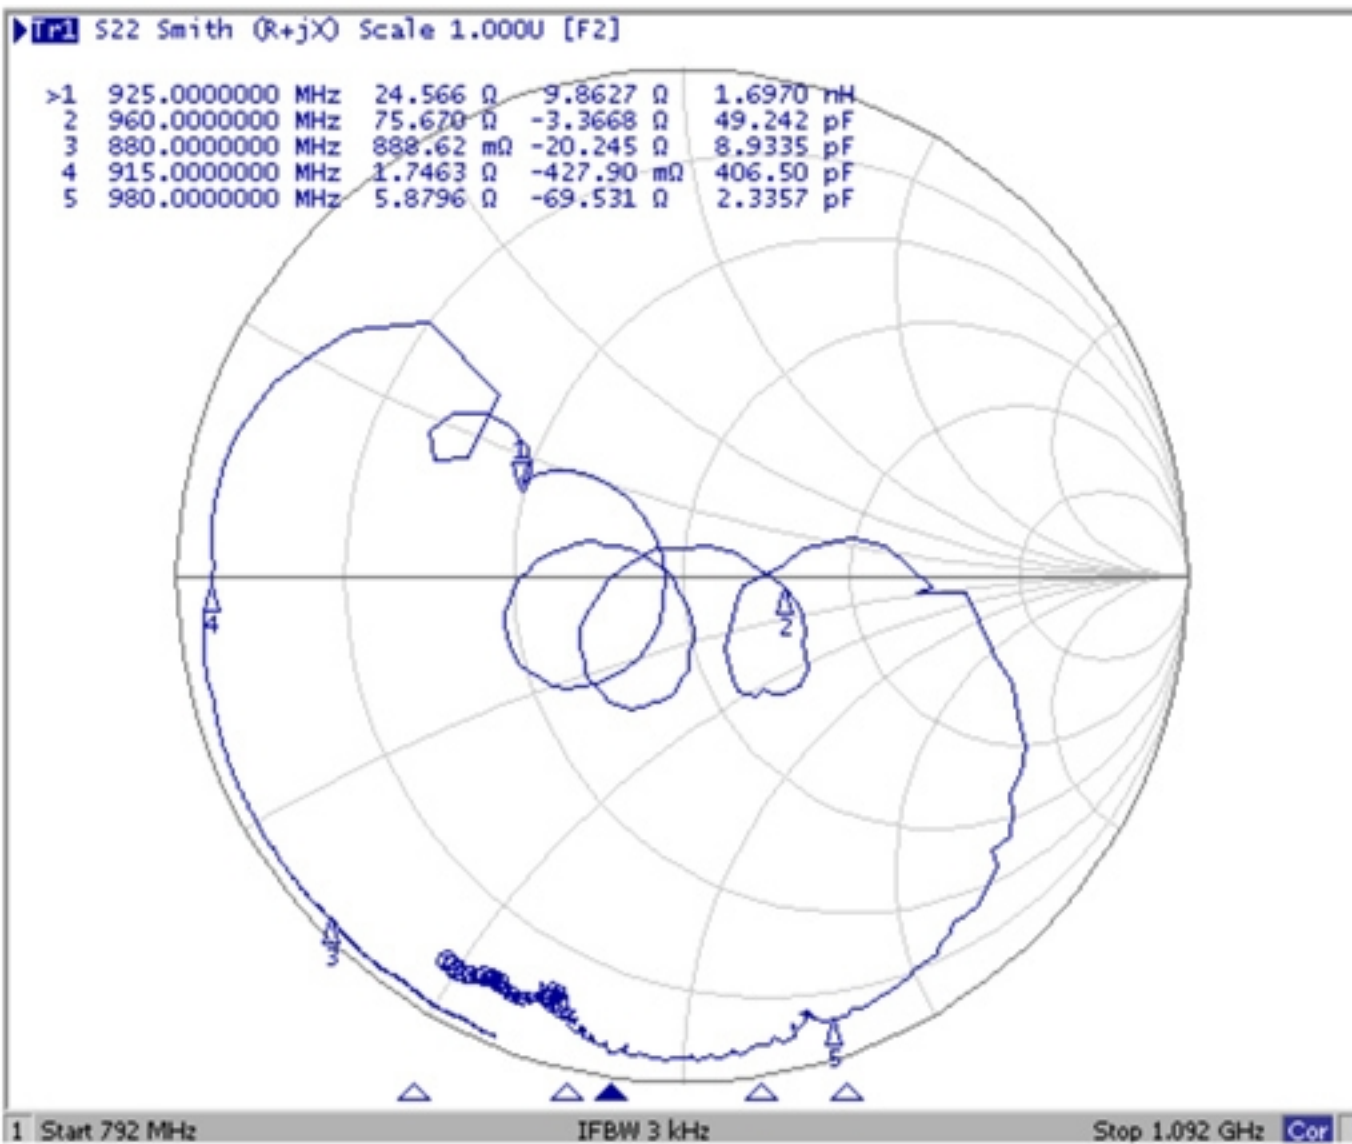 Tr1 S22 Smith (R+jX) Scale 1.000U [F2]
>1 925.0000000 MHz 24.566 Ω 9.8627 Ω 1.6970 nH
2 960.0000000 MHz 75.670 Ω -3.3668 Ω 49.242 pF
3 880.0000000 MHz 888.62 mΩ -20.245 Ω 8.9335 pF
4 915.0000000 MHz 1.7463 Ω -427.90 mΩ 406.50 pF
5 980.0000000 MHz 5.8796 Ω -69.531 Ω 2.3357 pF
1
4
2
3
5
1 Start 792 MHz IFBW 3 kHz Stop 1.092 GHz Cor